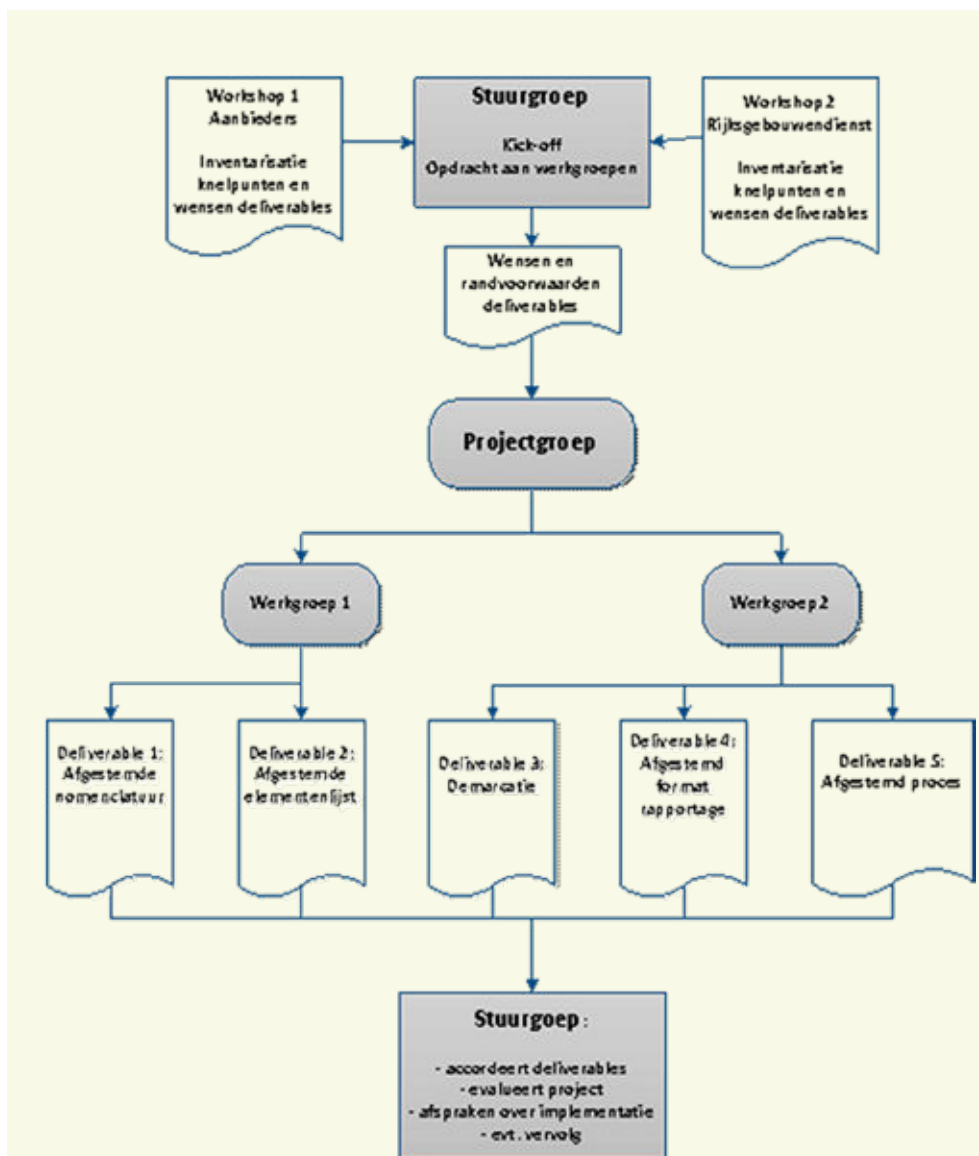 Workshop 1
Aanbieders
Inventarisatie
knelpunten en
wensen deliverables
Stuurgroep
Kick-off
Opdracht aan werkgroepen
Workshop 2
Rijksgebouwendienst
Inventarisatie
knelpunten en
wensen deliverables
Wensen en
randvoorwaarden
deliverables
Projectgroep
Werkgroep 1
Werkgroep 2
Deliverable 1:
Afgestemde
nomenclatuur
Deliverable 2:
Afgestemde
elementenlijst
Deliverable 3:
Demarcatie
Deliverable 4:
Afgestemd
format
rapportage
Deliverable 5:
Afgestemd proces
Stuurgoep:
- accordeert deliverables
- evalueert project
- afspraken over implementatie
- evt. vervolg